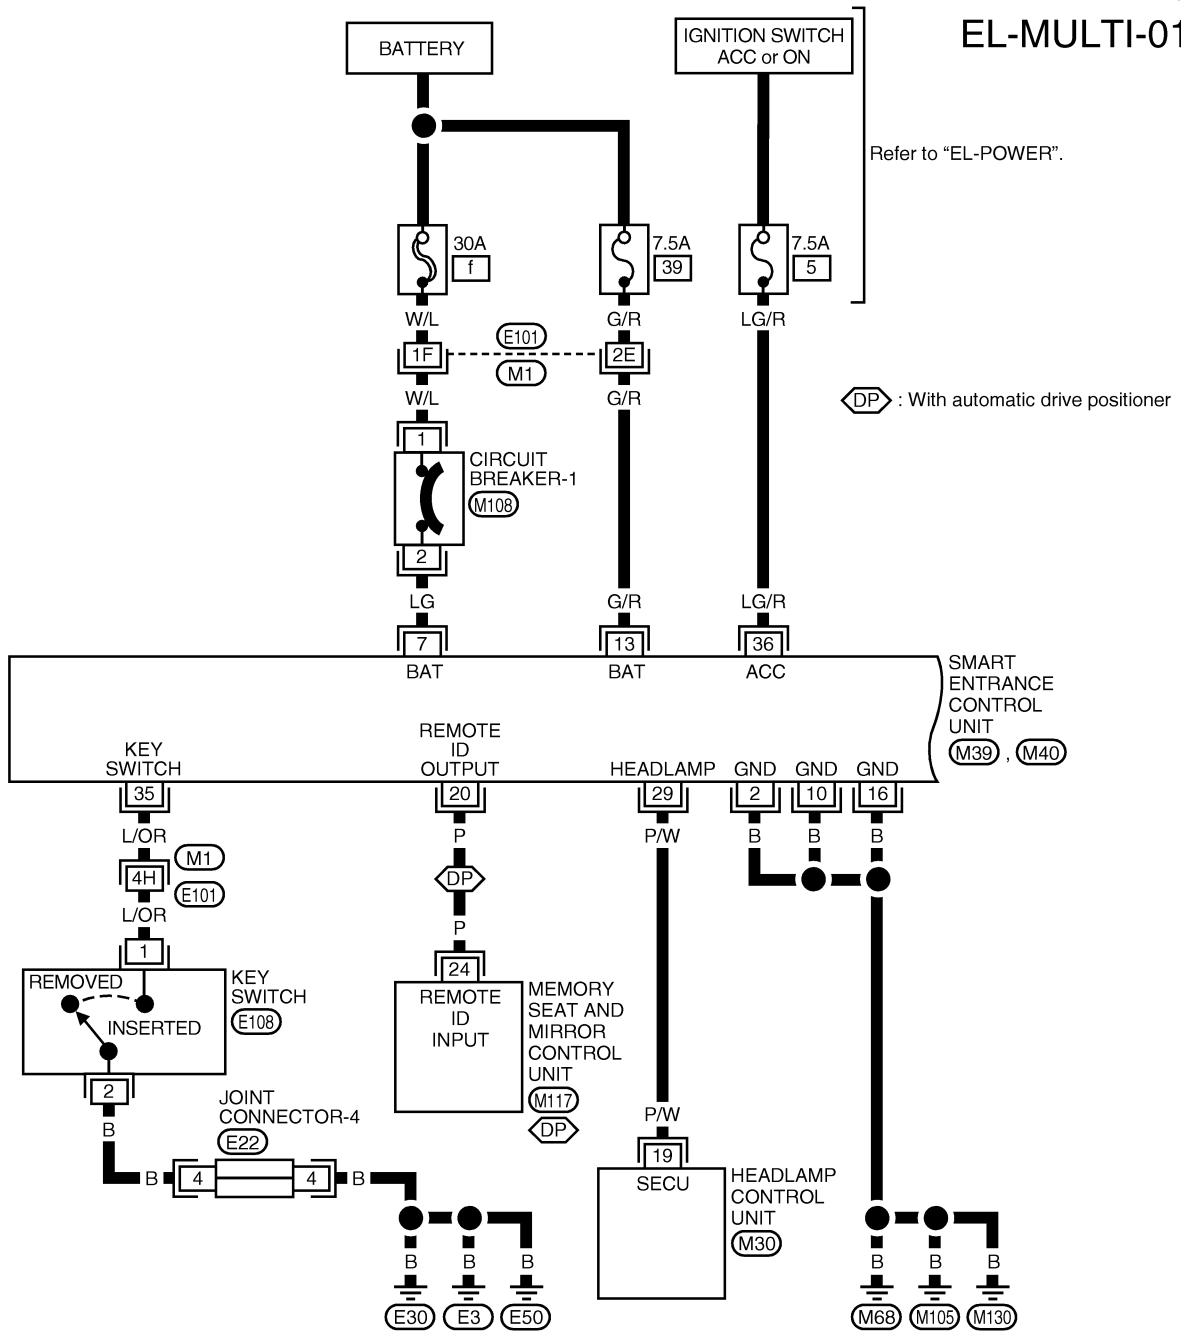 EL-MULTI-01
BATTERY
IGNITION SWITCH
ACC or ON
Refer to “EL-POWER”.
30A
f
7.5A
39
7.5A
5
W/L
G/R
LG/R
E101
1F
2E
M1
W/L
G/R
DP : With automatic drive positioner
1
CIRCUIT
BREAKER-1
M108
2
LG
G/R
LG/R
7
13
36
BAT
BAT
ACC
SMART
ENTRANCE
CONTROL
UNIT
M39 , M40
KEY
SWITCH
REMOTE
ID
OUTPUT
HEADLAMP
GND
GND
GND
35
20
29
2
10
16
L/OR
P
P/W
B
B
B
M1
4H
E101
DP
L/OR
P
1
24
REMOVED
INSERTED
KEY
SWITCH
E108
REMOTE
ID
INPUT
MEMORY
SEAT AND
MIRROR
CONTROL
UNIT
M117
DP
2
B
JOINT
CONNECTOR-4
E22
B
4
4
B
P/W
19
SECU
HEADLAMP
CONTROL
UNIT
M30
B
B
B
B
B
B
E30
E3
E50
M68
M105
M130